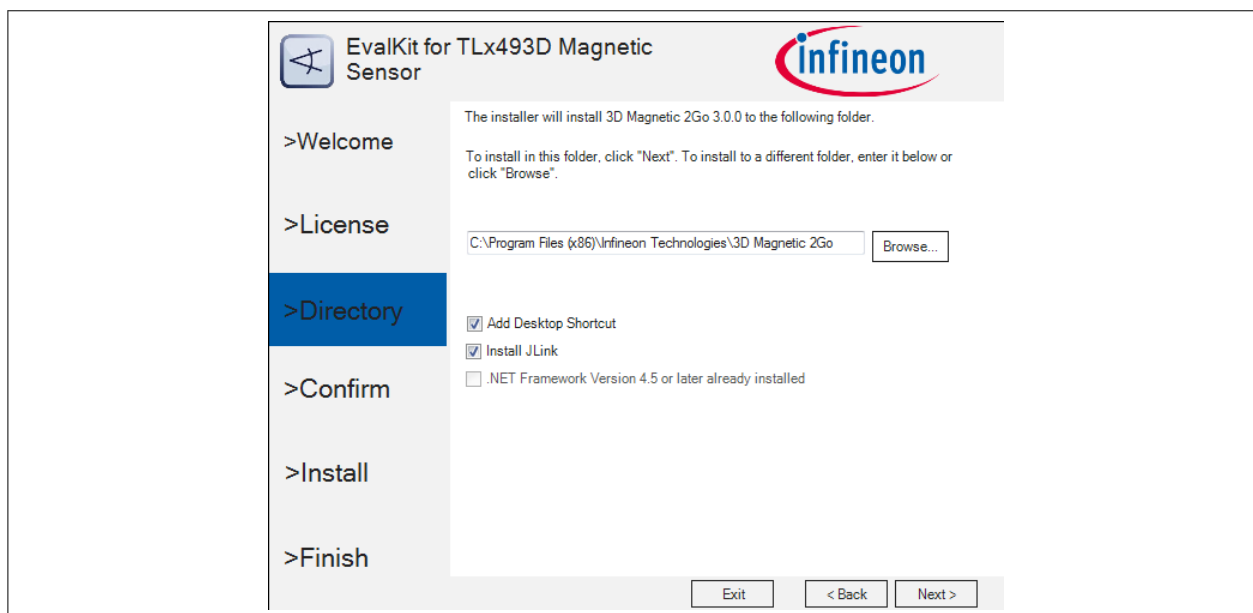 EvalKit for TLx493D Magnetic
Sensor
infineon
>Welcome
>License
>Directory
>Confirm
>Install
>Finish
The installer will install 3D Magnetic 2Go 3.0.0 to the following folder.
To install in this folder, click "Next". To install to a different folder, enter it below or
click "Browse".
C:\Program Files (x86)\Infineon Technologies\3D Magnetic 2Go
Browse...
Add Desktop Shortcut
Install JLink
.NET Framework Version 4.5 or later already installed
Exit
< Back
Next >